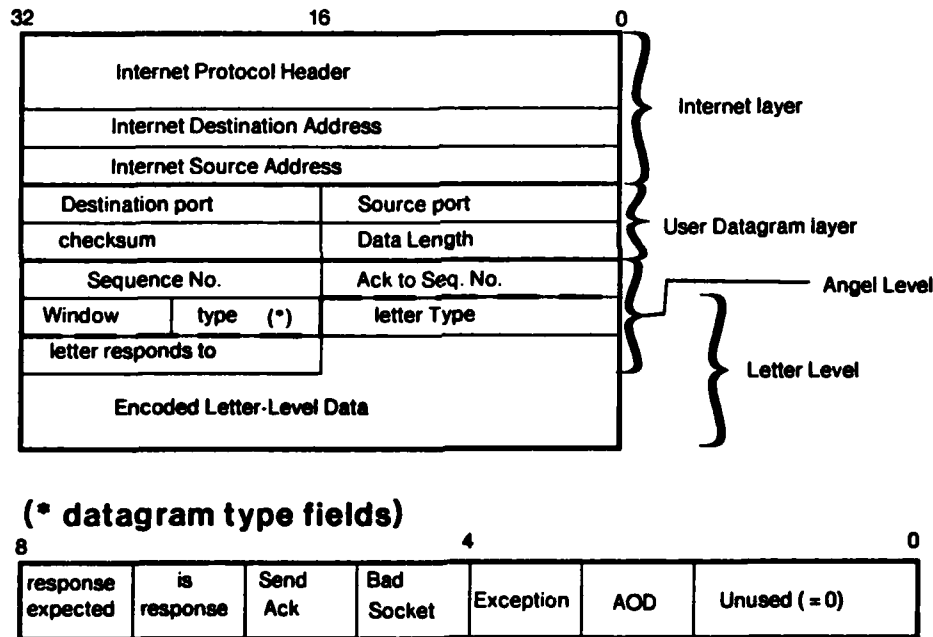 32 16 0
Internet Protocol Header
Internet Destination Address
Internet Source Address
Internet layer
Destination port Source port
checksum Data Length
User Datagram layer
Sequence No. Ack to Seq. No.
Window type (*) letter Type
Angel Level
letter responds to
Encoded Letter-Level Data
Letter Level
(* datagram type fields)
8 4 0
response expected
is response
Send Ack
Bad Socket
Exception
AOD
Unused ( = 0)